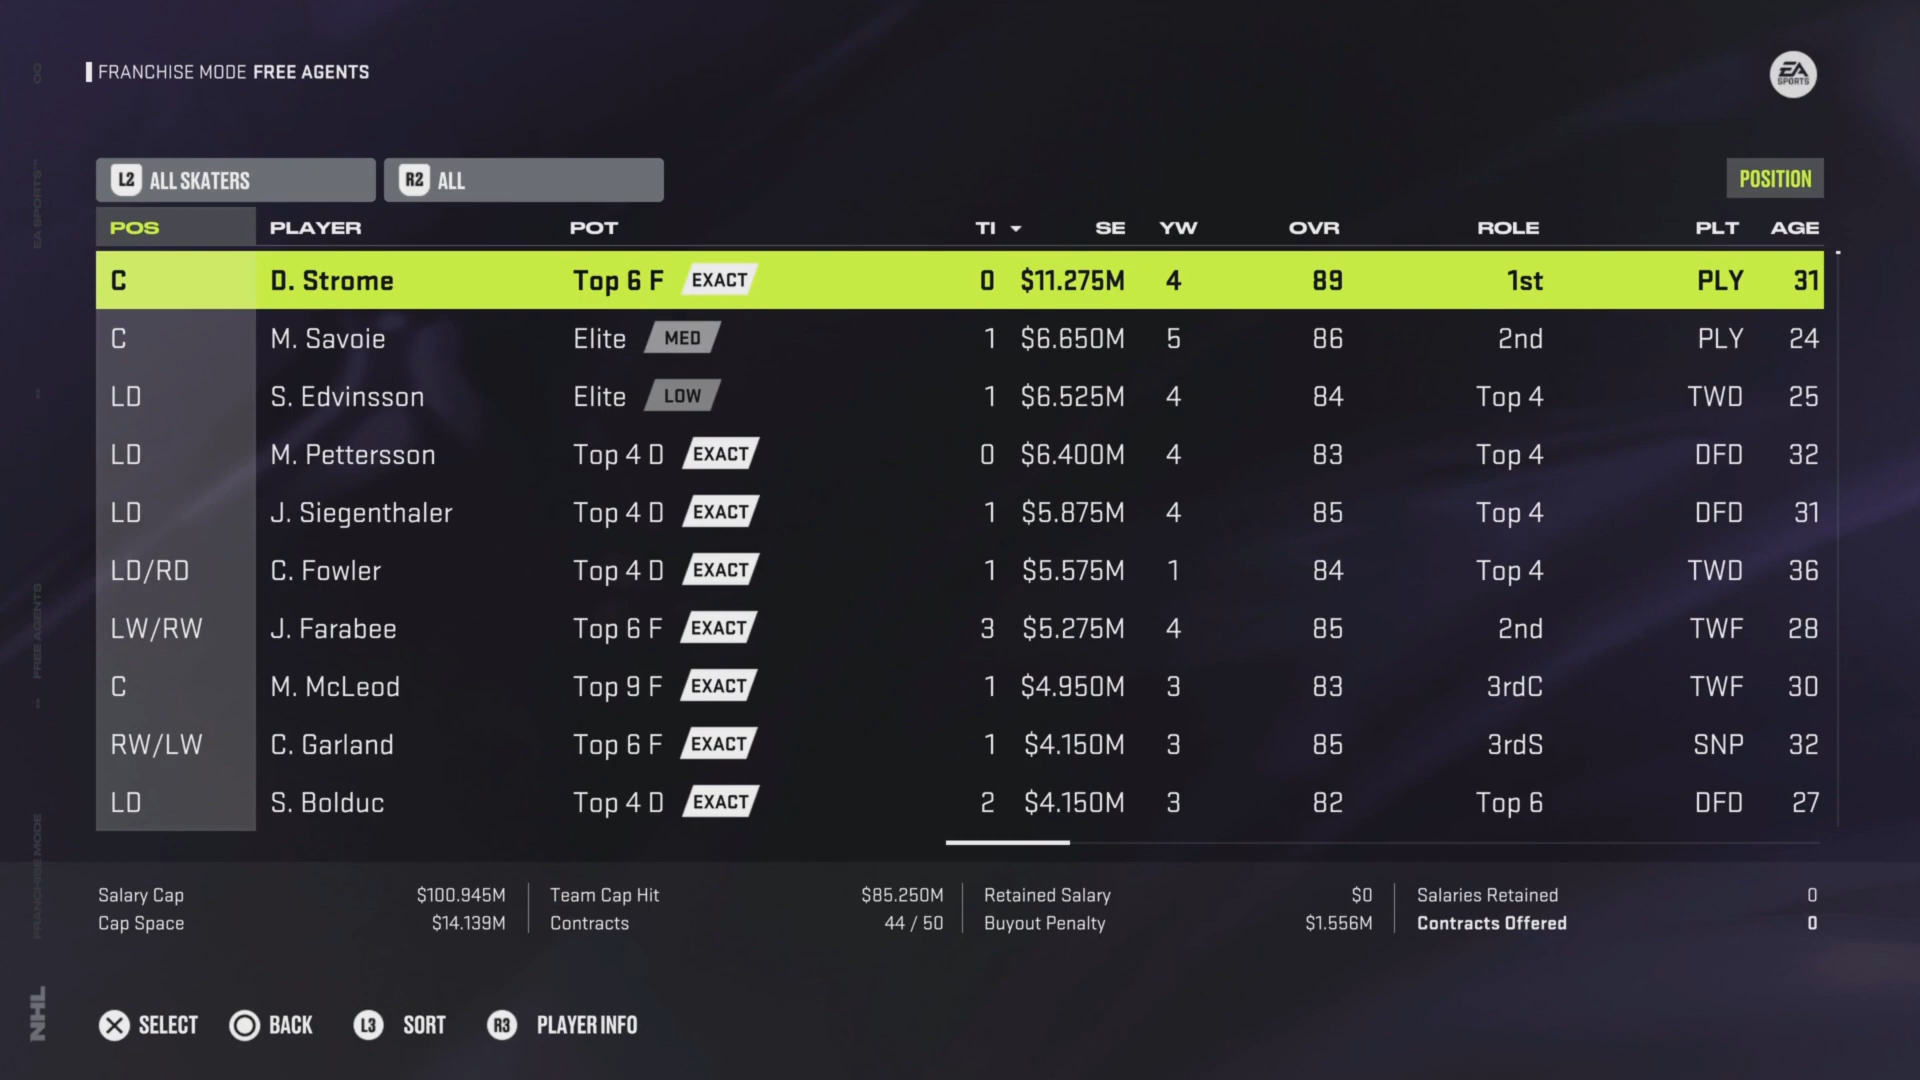 FRANCHISE MODE FREE AGENTS
EA SPORTS
L2 ALL SKATERS R2 ALL POSITION
POS PLAYER POT TI SE YW OVR ROLE PLT AGE
C D. Strome Top 6 F EXACT 0 $11.275M 4 89 1st PLY 31
C M. Savoie Elite MED 1 $6.650M 5 86 2nd PLY 24
LD S. Edvinsson Elite LOW 1 $6.525M 4 84 Top 4 TWD 25
LD M. Pettersson Top 4 D EXACT 0 $6.400M 4 83 Top 4 DFD 32
LD J. Siegenthaler Top 4 D EXACT 1 $5.875M 4 85 Top 4 DFD 31
LD/RD C. Fowler Top 4 D EXACT 1 $5.575M 1 84 Top 4 TWD 36
LW/RW J. Farabee Top 6 F EXACT 3 $5.275M 4 85 2nd TWF 28
C M. McLeod Top 9 F EXACT 1 $4.950M 3 83 3rdC TWF 30
RW/LW C. Garland Top 6 F EXACT 1 $4.150M 3 85 3rdS SNP 32
LD S. Bolduc Top 4 D EXACT 2 $4.150M 3 82 Top 6 DFD 27
Salary Cap $100.945M Team Cap Hit $85.250M Retained Salary $0 Salaries Retained 0
Cap Space $14.139M Contracts 44 / 50 Buyout Penalty $1.556M Contracts Offered 0
SELECT BACK L3 SORT R3 PLAYER INFO
NHL FRANCHISE MODE FREE AGENTS EA SPORTS™